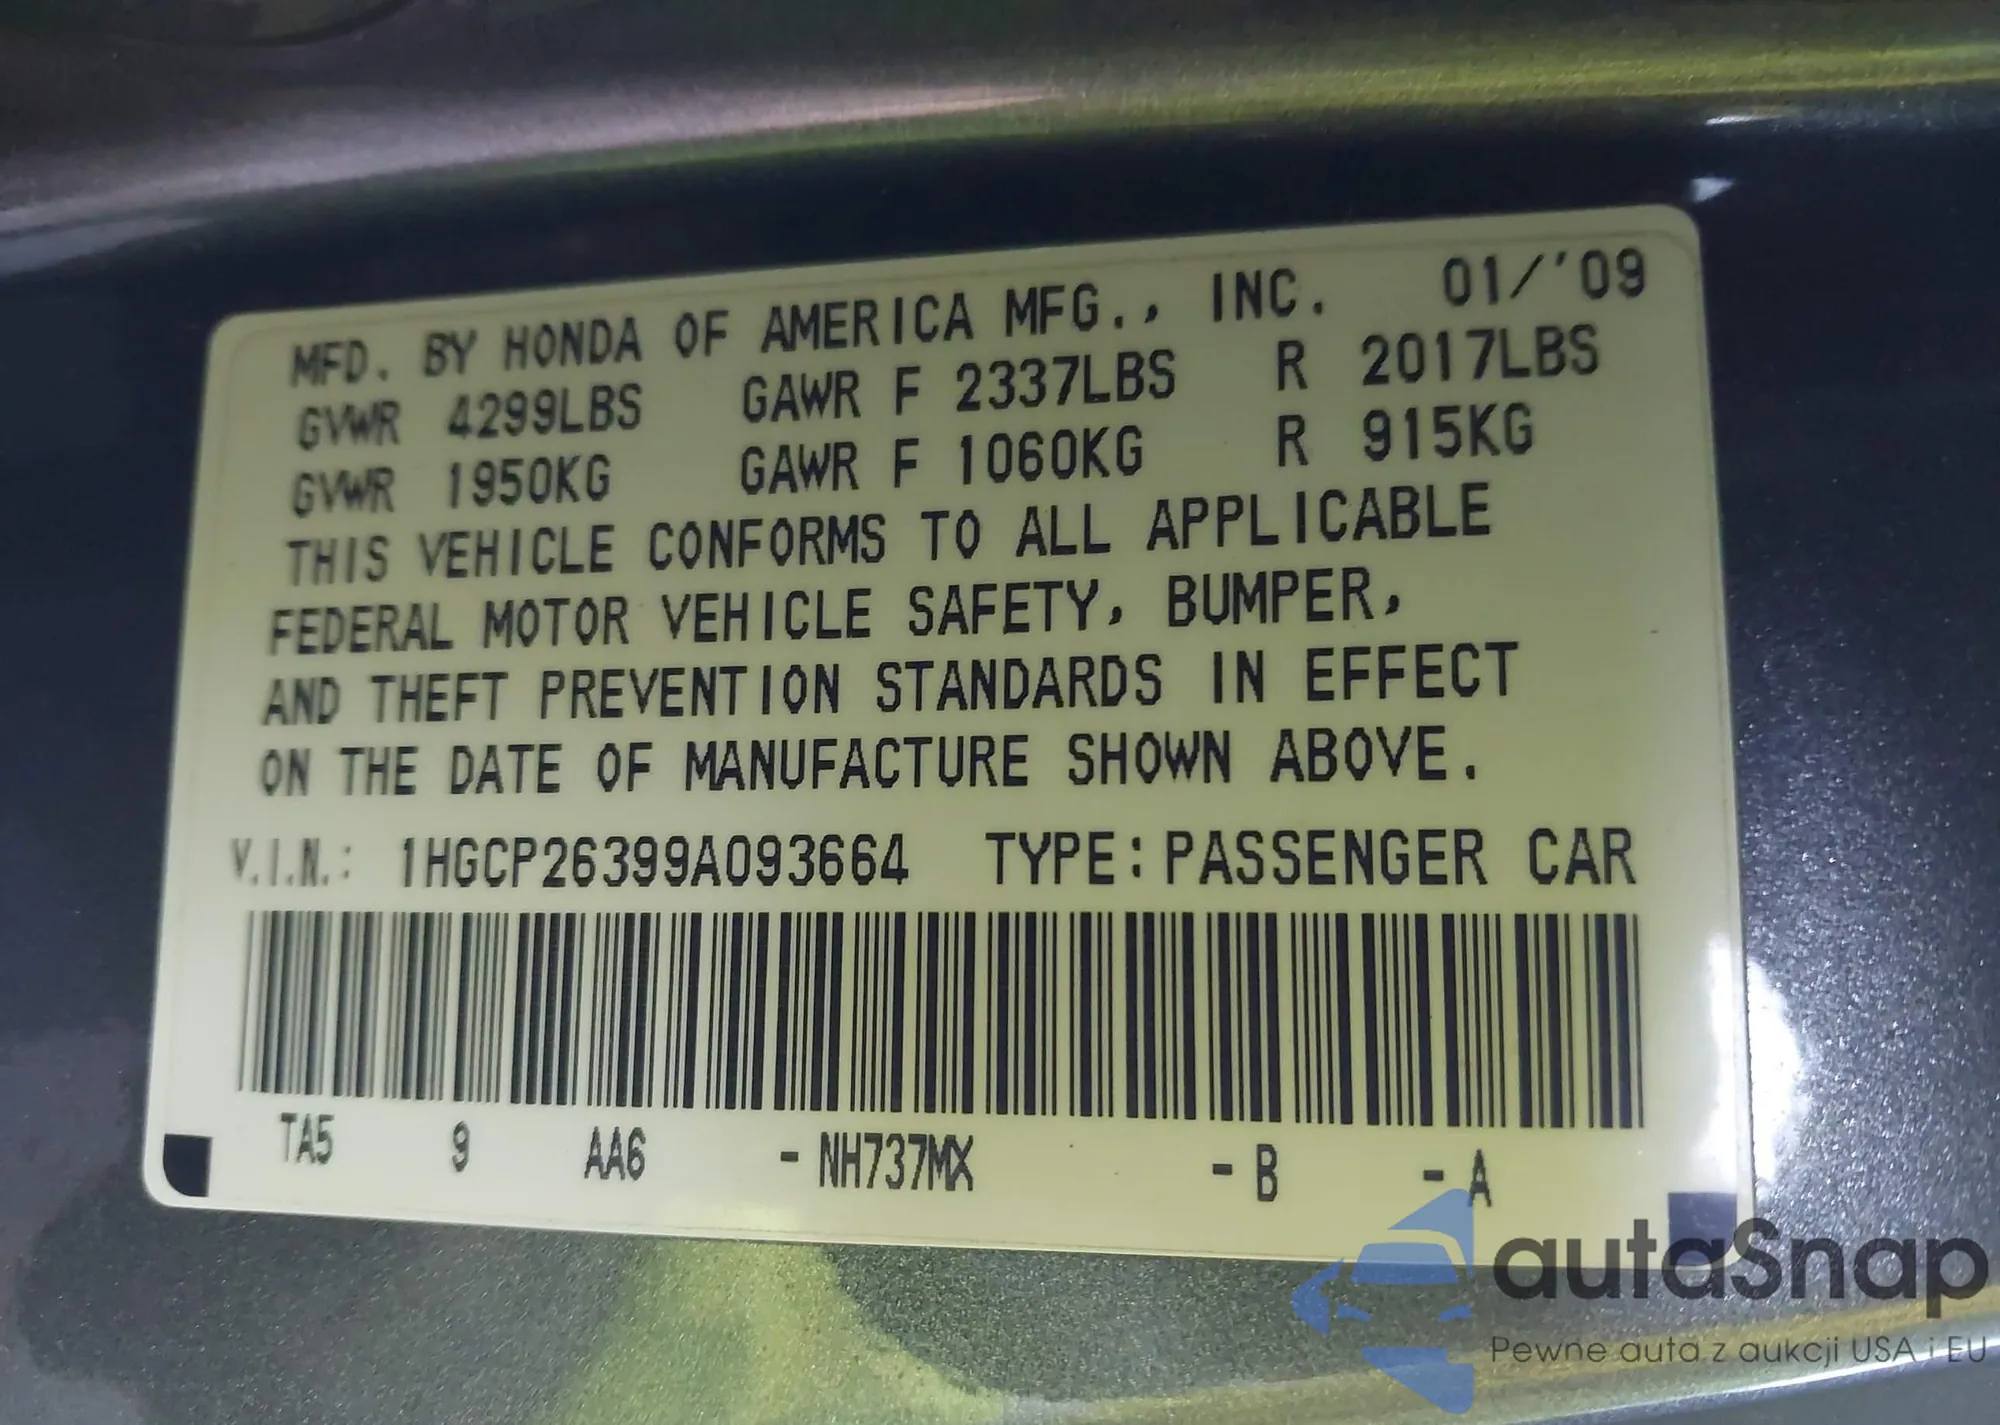 MFD. BY HONDA OF AMERICA MFG., INC. 01/'09
GVWR 4299LBS GAWR F 2337LBS R 2017LBS
GVWR 1950KG GAWR F 1060KG R 915KG
THIS VEHICLE CONFORMS TO ALL APPLICABLE
FEDERAL MOTOR VEHICLE SAFETY, BUMPER,
AND THEFT PREVENTION STANDARDS IN EFFECT
ON THE DATE OF MANUFACTURE SHOWN ABOVE.
V.I.N.: 1HGCP26399A093664 TYPE:PASSENGER CAR
TA5 9 AA6 -NH737MX -B -A
autaSnap
Pewne auta z aukcji USA i EU